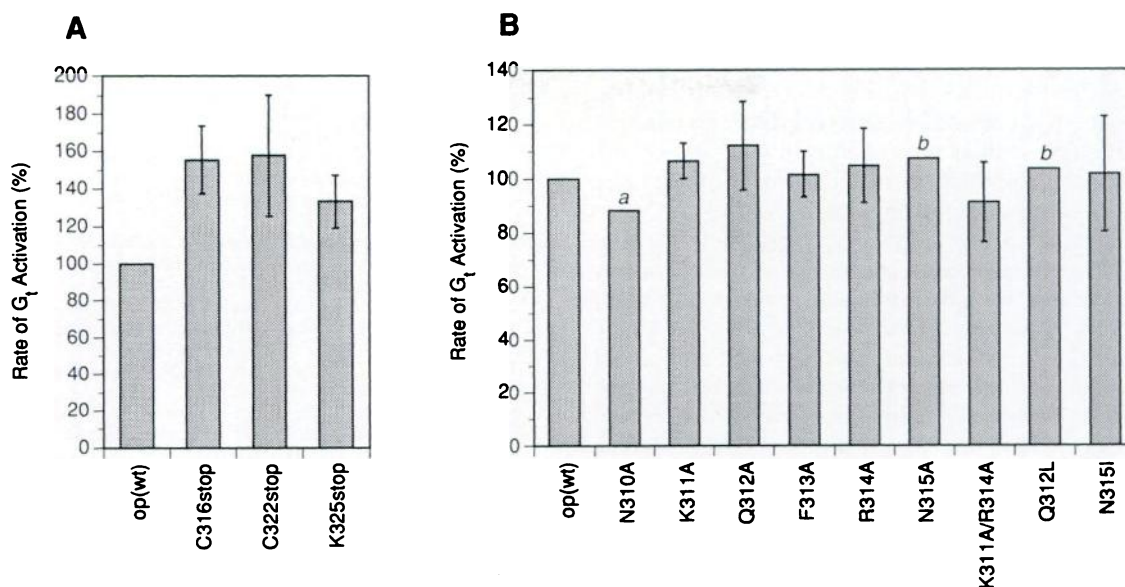 A
Rate of Gt Activation (%)
200
180
160
140
120
100
80
60
40
20
0
op(wt)
C316stop
C322stop
K325stop
B
Rate of Gt Activation (%)
140
120
100
80
60
40
20
0
a
b
b
op(wt)
N310A
K311A
Q312A
F313A
R314A
N315A
K311A/R314A
Q312L
N315I